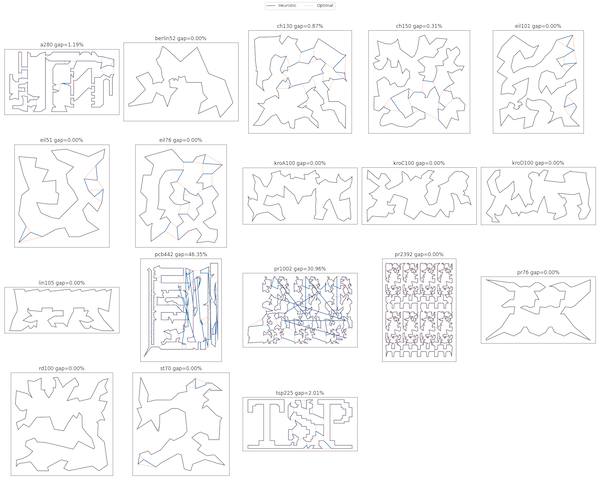 Heuristic Optimal
a280 gap=1.19%
berlin52 gap=0.00%
ch130 gap=0.87%
ch150 gap=0.31%
eil101 gap=0.00%
eil51 gap=0.00%
eil76 gap=0.00%
kroA100 gap=0.00%
kroC100 gap=0.00%
kroD100 gap=0.00%
lin105 gap=0.00%
pcb442 gap=46.35%
pr1002 gap=30.96%
pr2392 gap=0.00%
pr76 gap=0.00%
rd100 gap=0.00%
st70 gap=0.00%
tsp225 gap=2.01%
TSP